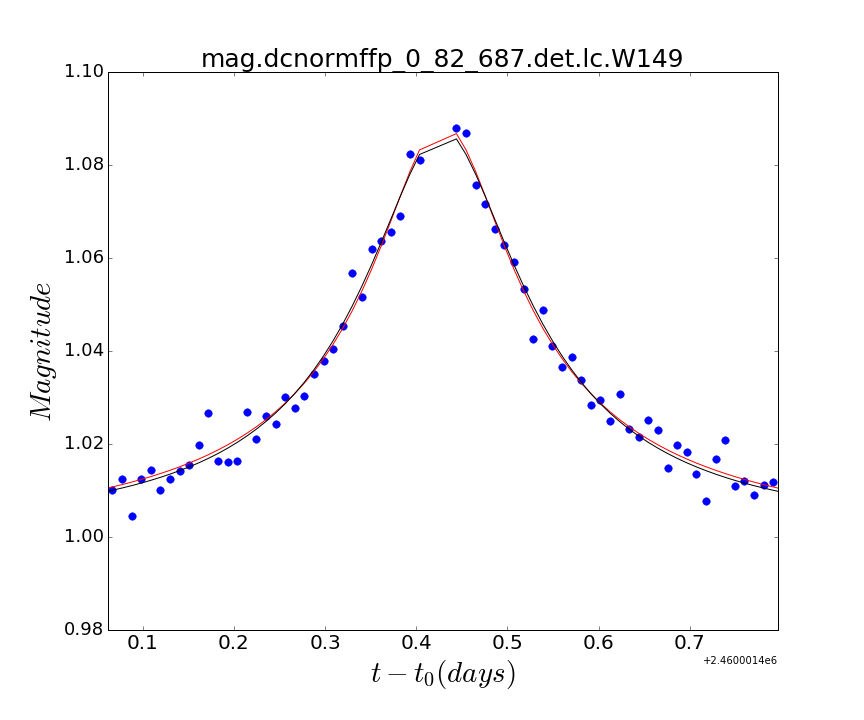 mag.dcnormffp_0_82_687.det.lc.W149
1.10
1.08
1.06
1.04
1.02
1.00
0.98
Magnitude
0.1 0.2 0.3 0.4 0.5 0.6 0.7
+2.4600014e6
t − t₀(days)